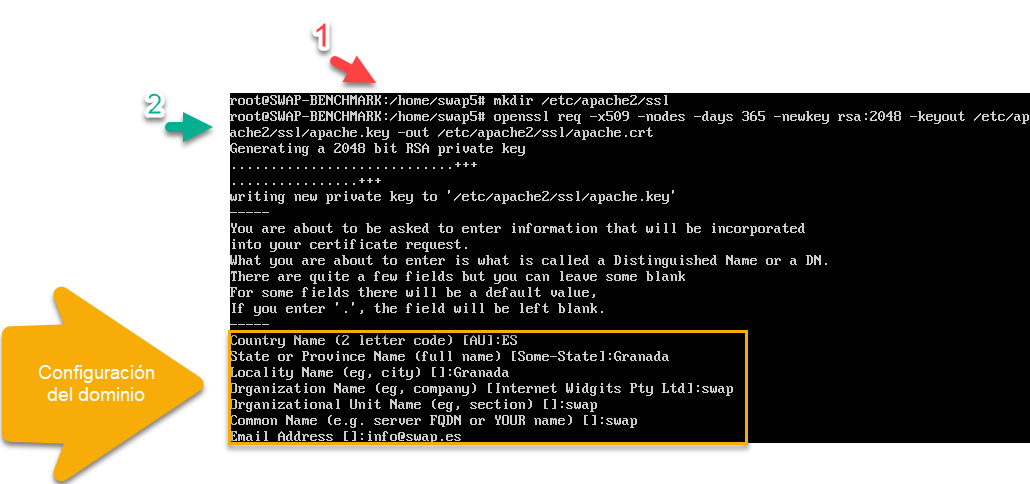 1
2
root@SWAP-BENCHMARK:/home/swap5# mkdir /etc/apache2/ssl
root@SWAP-BENCHMARK:/home/swap5# openssl req -x509 -nodes -days 365 -newkey rsa:2048 -keyout /etc/ap
ache2/ssl/apache.key -out /etc/apache2/ssl/apache.crt
Generating a 2048 bit RSA private key
............................+++
................+++
writing new private key to '/etc/apache2/ssl/apache.key'
-----
You are about to be asked to enter information that will be incorporated
into your certificate request.
What you are about to enter is what is called a Distinguished Name or a DN.
There are quite a few fields but you can leave some blank
For some fields there will be a default value,
If you enter '.', the field will be left blank.
-----
Country Name (2 letter code) [AU]:ES
State or Province Name (full name) [Some-State]:Granada
Locality Name (eg, city) []:Granada
Organization Name (eg, company) [Internet Widgits Pty Ltd]:swap
Organizational Unit Name (eg, section) []:swap
Common Name (e.g. server FQDN or YOUR name) []:swap
Email Address []:info@swap.es
Configuración
del dominio